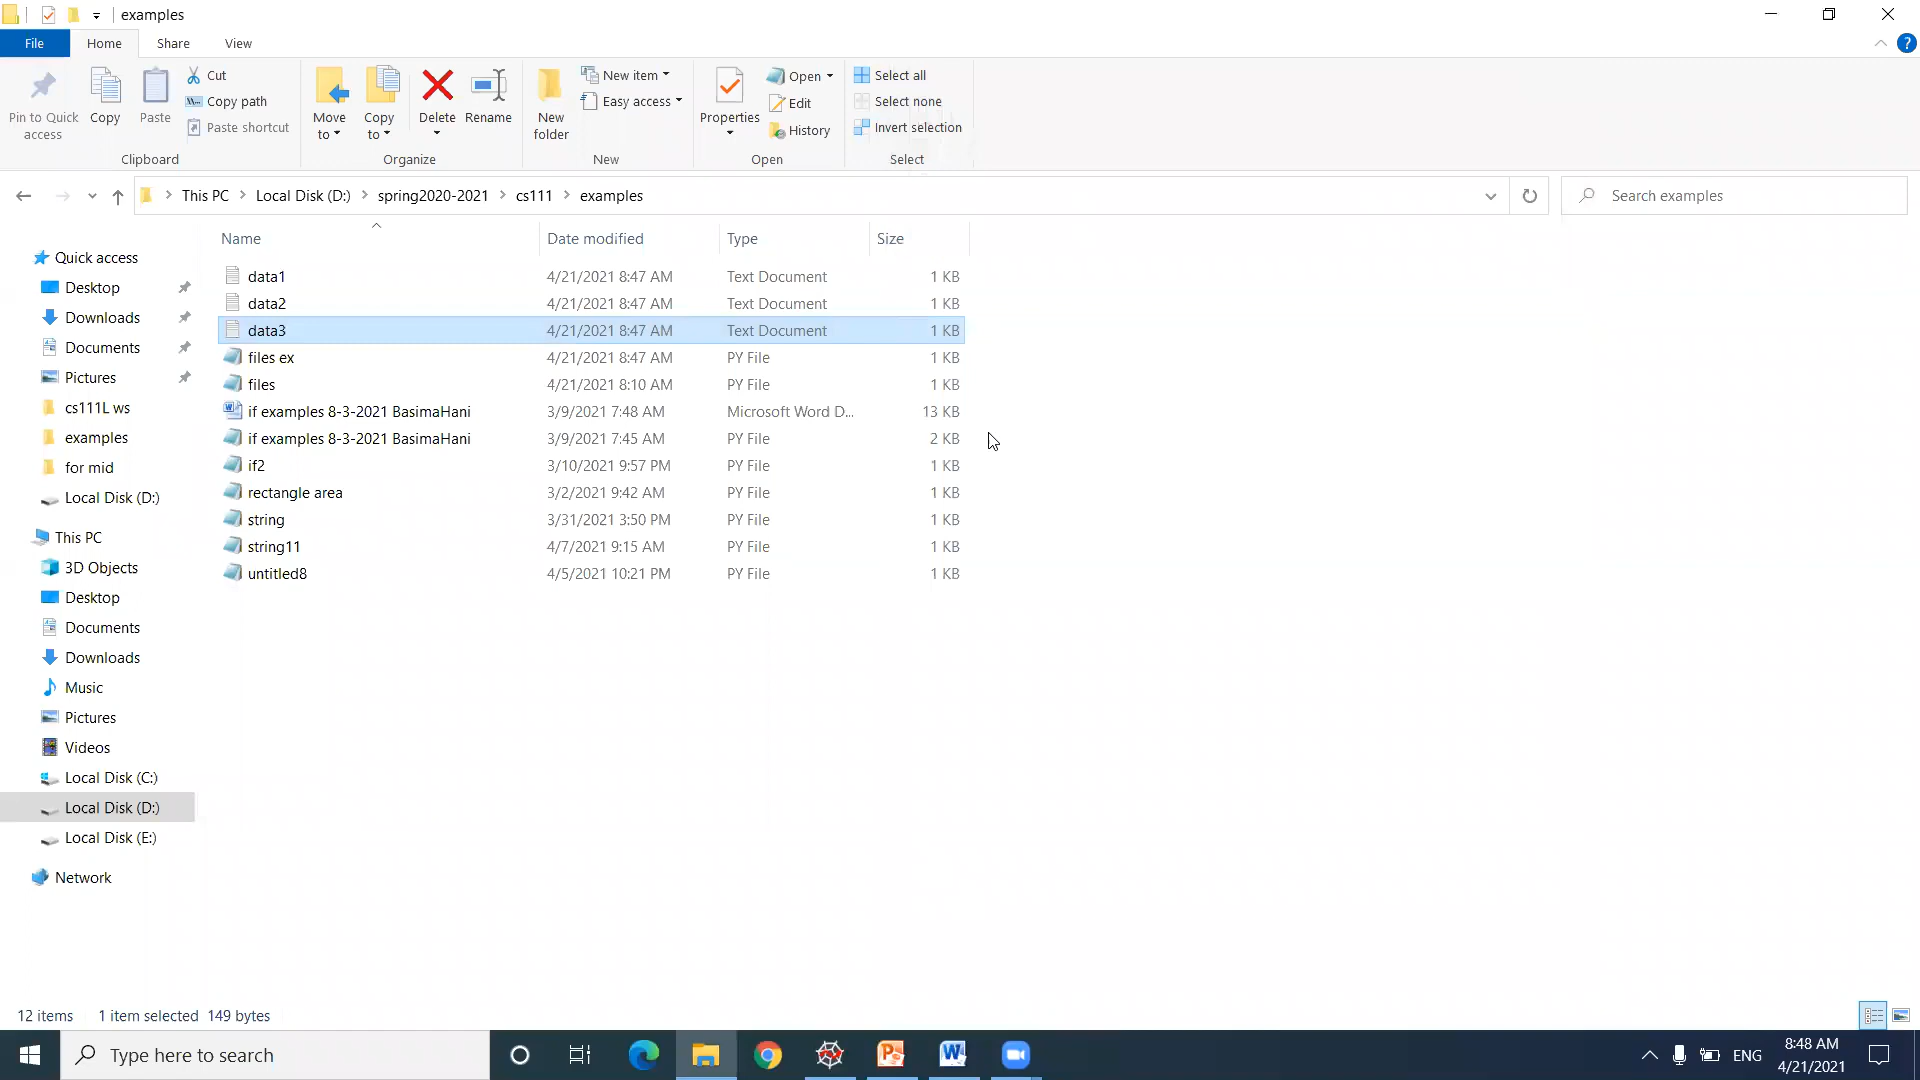 examples
File Home Share View
Pin to Quick access
Copy
Paste
Cut
Copy path
Paste shortcut
Clipboard
Move to
Copy to
Delete
Rename
Organize
New folder
New item
Easy access
New
Properties
Open
Edit
History
Open
Select all
Select none
Invert selection
Select
This PC Local Disk (D:) spring2020-2021 cs111 examples
Search examples
Name Date modified Type Size
data1 4/21/2021 8:47 AM Text Document 1 KB
data2 4/21/2021 8:47 AM Text Document 1 KB
data3 4/21/2021 8:47 AM Text Document 1 KB
files ex 4/21/2021 8:47 AM PY File 1 KB
files 4/21/2021 8:10 AM PY File 1 KB
if examples 8-3-2021 BasimaHani 3/9/2021 7:48 AM Microsoft Word D... 13 KB
if examples 8-3-2021 BasimaHani 3/9/2021 7:45 AM PY File 2 KB
if2 3/10/2021 9:57 PM PY File 1 KB
rectangle area 3/2/2021 9:42 AM PY File 1 KB
string 3/31/2021 3:50 PM PY File 1 KB
string11 4/7/2021 9:15 AM PY File 1 KB
untitled8 4/5/2021 10:21 PM PY File 1 KB
Quick access
Desktop
Downloads
Documents
Pictures
cs111L ws
examples
for mid
Local Disk (D:)
This PC
3D Objects
Desktop
Documents
Downloads
Music
Pictures
Videos
Local Disk (C:)
Local Disk (D:)
Local Disk (E:)
Network
12 items 1 item selected 149 bytes
Type here to search
ENG
8:48 AM
4/21/2021